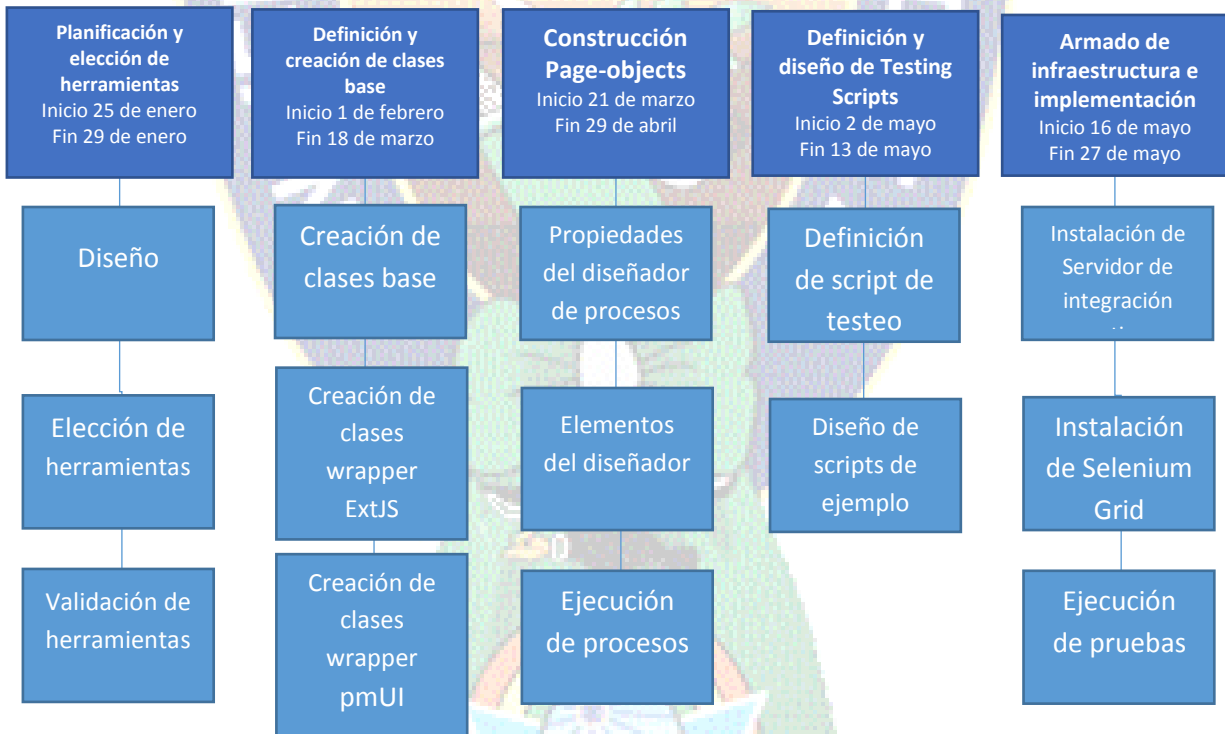 Planificación y
elección de
herramientas
Inicio 25 de enero
Fin 29 de enero
Diseño
Elección de
herramientas
Validación de
herramientas
Definición y
creación de clases
base
Inicio 1 de febrero
Fin 18 de marzo
Creación de
clases base
Creación de
clases
wrapper
ExtJS
Creación de
clases
wrapper
pmUI
Construcción
Page-objects
Inicio 21 de marzo
Fin 29 de abril
Propiedades
del diseñador
de procesos
Elementos
del diseñador
Ejecución
de procesos
Definición y
diseño de Testing
Scripts
Inicio 2 de mayo
Fin 13 de mayo
Definición
de script de
testeo
Diseño de
scripts de
ejemplo
Armado de
infraestructura e
implementación
Inicio 16 de mayo
Fin 27 de mayo
Instalación de
Servidor de
integración
Instalación
de Selenium
Grid
Ejecución
de pruebas